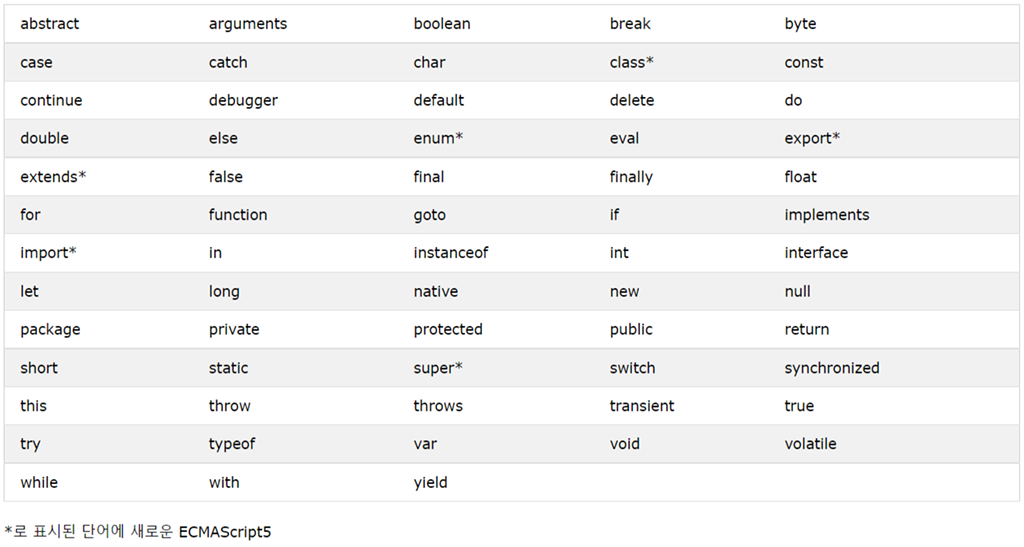 abstract arguments boolean break byte
case catch char class* const
continue debugger default delete do
double else enum* eval export*
extends* false final finally float
for function goto if implements
import* in instanceof int interface
let long native new null
package private protected public return
short static super* switch synchronized
this throw throws transient true
try typeof var void volatile
while with yield
*로 표시된 단어에 새로운 ECMAScript5